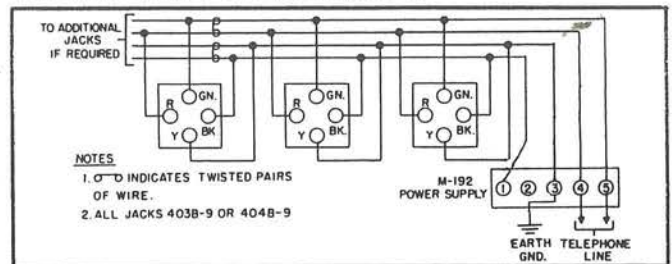 TO ADDITIONAL
JACKS
IF REQUIRED
GN.
R
BK
Y
GN.
R
BK.
Y
GN.
R
BK.
Y
NOTES
1. INDICATES TWISTED PAIRS
OF WIRE.
2. ALL JACKS 403B-9 OR 404B-9
M-192
POWER SUPPLY
1 2 3 4 5
EARTH
GND.
TELEPHONE
LINE